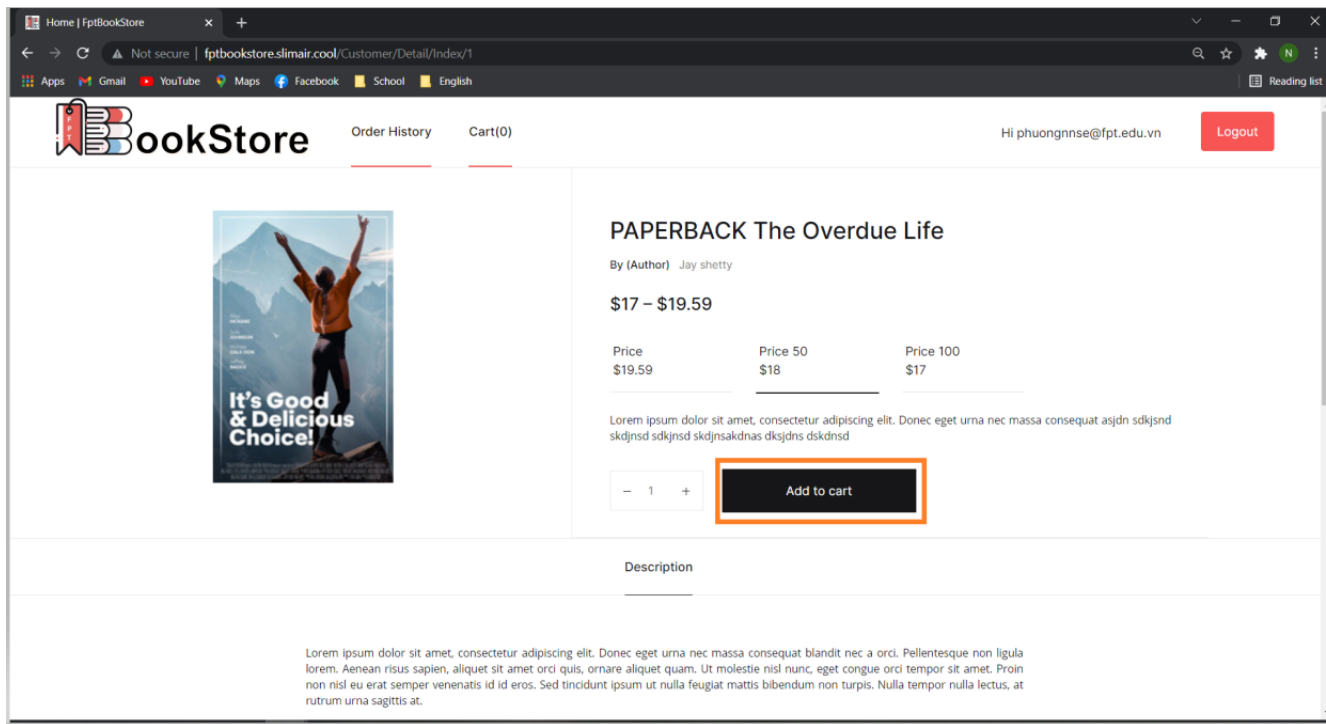 Home | FptBookStore
Not secure | fptbookstore.slimair.cool/Customer/Detail/Index/1
N
Apps Gmail YouTube Maps Facebook School English Reading list
FPT
BookStore Order History Cart(0) Hi phuongnnse@fpt.edu.vn Logout
PAPERBACK The Overdue Life
By (Author) Jay shetty
$17 – $19.59
Price Price 50 Price 100
$19.59 $18 $17
It's Good
& Delicious
Choice!
Lorem ipsum dolor sit amet, consectetur adipiscing elit. Donec eget urna nec massa consequat asjdn sdkjsnd
skdjnsd sdkjnsd skdjnsakdnas dksjdns dskdnsd
– 1 + Add to cart
Description
Lorem ipsum dolor sit amet, consectetur adipiscing elit. Donec eget urna nec massa consequat blandit nec a orci. Pellentesque non ligula
lorem. Aenean risus sapien, aliquet sit amet orci quis, ornare aliquet quam. Ut molestie nisl nunc, eget congue orci tempor sit amet. Proin
non nisl eu erat semper venenatis id id eros. Sed tincidunt ipsum ut nulla feugiat mattis bibendum non turpis. Nulla tempor nulla lectus, at
rutrum urna sagittis at.